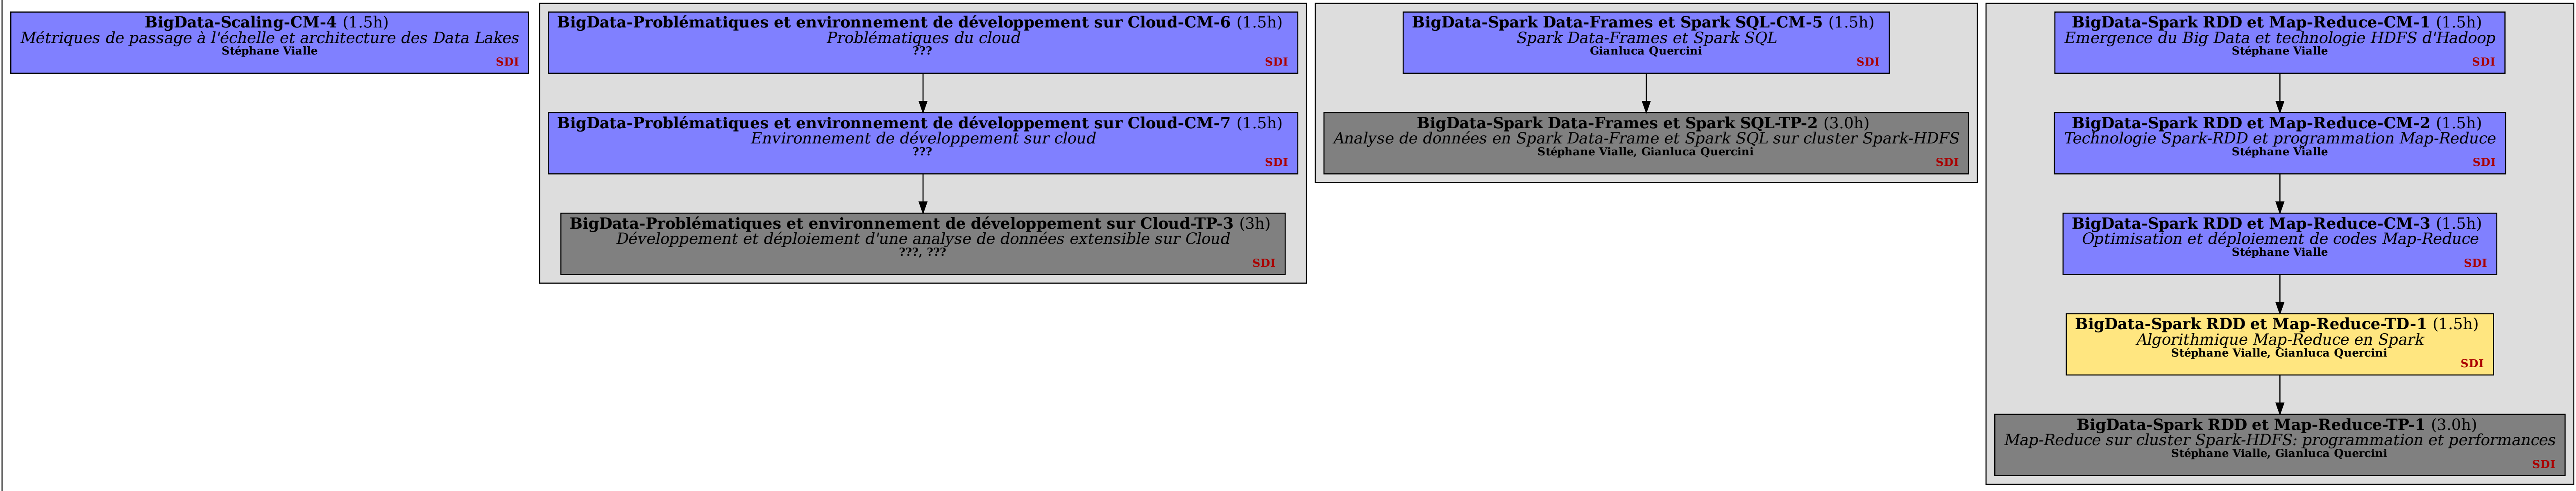 BigData-Scaling-CM-4 (1.5h)
Métriques de passage à l'échelle et architecture des Data Lakes
Stéphane Vialle
SDI
BigData-Problématiques et environnement de développement sur Cloud-CM-6 (1.5h)
Problématiques du cloud
???
SDI
BigData-Problématiques et environnement de développement sur Cloud-CM-7 (1.5h)
Environnement de développement sur cloud
???
SDI
BigData-Problématiques et environnement de développement sur Cloud-TP-3 (3h)
Développement et déploiement d'une analyse de données extensible sur Cloud
???, ???
SDI
BigData-Spark Data-Frames et Spark SQL-CM-5 (1.5h)
Spark Data-Frames et Spark SQL
Gianluca Quercini
SDI
BigData-Spark Data-Frames et Spark SQL-TP-2 (3.0h)
Analyse de données en Spark Data-Frame et Spark SQL sur cluster Spark-HDFS
Stéphane Vialle, Gianluca Quercini
SDI
BigData-Spark RDD et Map-Reduce-CM-1 (1.5h)
Emergence du Big Data et technologie HDFS d'Hadoop
Stéphane Vialle
SDI
BigData-Spark RDD et Map-Reduce-CM-2 (1.5h)
Technologie Spark-RDD et programmation Map-Reduce
Stéphane Vialle
SDI
BigData-Spark RDD et Map-Reduce-CM-3 (1.5h)
Optimisation et déploiement de codes Map-Reduce
Stéphane Vialle
SDI
BigData-Spark RDD et Map-Reduce-TD-1 (1.5h)
Algorithmique Map-Reduce en Spark
Stéphane Vialle, Gianluca Quercini
SDI
BigData-Spark RDD et Map-Reduce-TP-1 (3.0h)
Map-Reduce sur cluster Spark-HDFS: programmation et performances
Stéphane Vialle, Gianluca Quercini
SDI